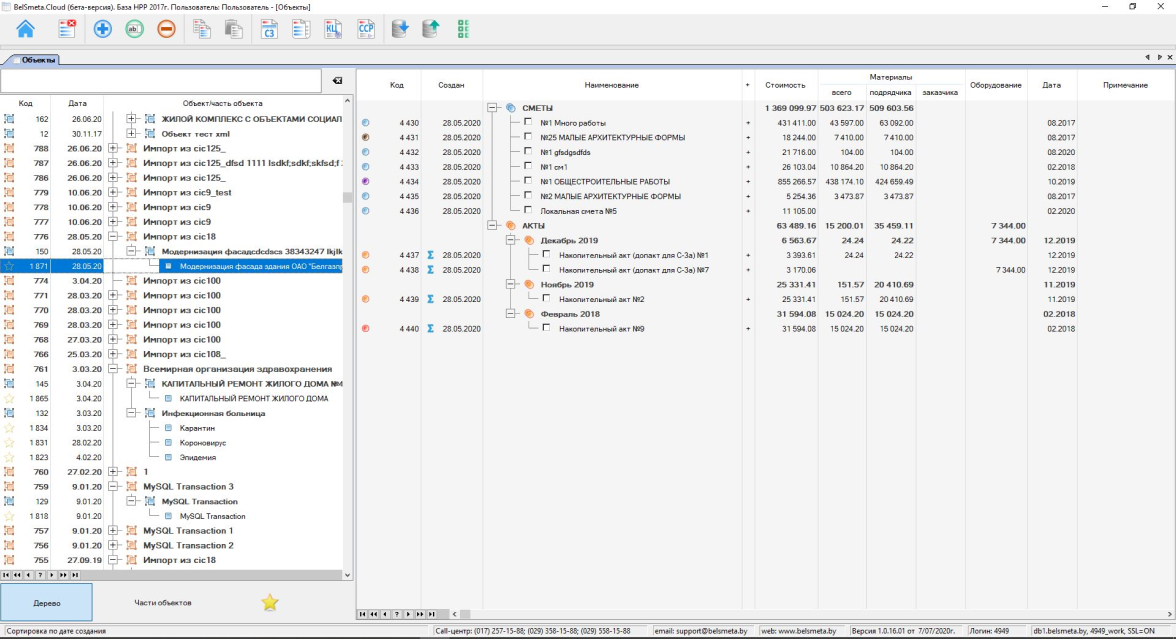 BelSmeta.Cloud (бета-версия). База НРР 2017г. Пользователь: Пользователь - [Объекты]
abl СЗ КЦ ССР
Объекты
Код Дата Объект/часть объекта
162 26.06.20 ЖИЛОЙ КОМПЛЕКС С ОБЪЕКТАМИ СОЦИАЛ
12 30.11.17 Объект тест xml
788 26.06.20 Импорт из cic125_
787 26.06.20 Импорт из cic125_dfsd 1111 lsdkf;sdkf;skfsd;f
786 26.06.20 Импорт из cic125_
779 10.06.20 Импорт из cic9_test
778 10.06.20 Импорт из cic9
777 10.06.20 Импорт из cic9
776 28.05.20 Импорт из cic18
150 28.05.20 Модернизация фасадсdcdsca 38343247 lkjlk
1 871 28.05.20 Модернизация фасада здания ОАО "Белгазпр
774 3.04.20 Импорт из cic100
771 28.03.20 Импорт из cic100
770 28.03.20 Импорт из cic100
769 28.03.20 Импорт из cic100
768 27.03.20 Импорт из cic100
766 25.03.20 Импорт из cic108_
761 3.03.20 Всемирная организация здравохранения
145 3.04.20 КАПИТАЛЬНЫЙ РЕМОНТ ЖИЛОГО ДОМА №4
1 865 3.04.20 КАПИТАЛЬНЫЙ РЕМОНТ ЖИЛОГО ДОМА
132 3.03.20 Инфекционная больница
1 834 3.03.20 Карантин
1 831 28.02.20 Короновирус
1 823 4.02.20 Эпидемия
760 27.02.20 1
759 9.01.20 MySQL Transaction 3
129 9.01.20 MySQL Transaction
1 818 9.01.20 MySQL Transaction
757 9.01.20 MySQL Transaction 1
756 9.01.20 MySQL Transaction 2
755 27.09.19 Импорт из cic18
Дерево Части объектов
Код Создан Наименование + Стоимость Материалы Оборудование Дата Примечание
всего подрядчика заказчика
СМЕТЫ 1 369 099.97 503 623.17 509 603.56
4 430 28.05.2020 №1 Много работы + 431 411.00 43 597.00 63 092.00 08.2017
4 431 28.05.2020 №25 МАЛЫЕ АРХИТЕКТУРНЫЕ ФОРМЫ + 18 244.00 7 410.00 7 410.00 08.2017
4 432 28.05.2020 №1 gfsdgsdfds + 21 716.00 104.00 104.00 08.2020
4 433 28.05.2020 №1 см1 + 26 103.04 10 864.20 10 864.20 02.2018
4 434 28.05.2020 №1 ОБЩЕСТРОИТЕЛЬНЫЕ РАБОТЫ + 855 266.57 438 174.10 424 659.49 10.2019
4 435 28.05.2020 №2 МАЛЫЕ АРХИТЕКТУРНЫЕ ФОРМЫ + 5 254.36 3 473.87 3 473.87 08.2017
4 436 28.05.2020 Локальная смета №5 11 105.00 02.2020
АКТЫ 63 489.16 15 200.01 35 459.11 7 344.00
Декабрь 2019 6 563.67 24.24 24.22 7 344.00 12.2019
4 437 Σ 28.05.2020 Накопительный акт (допакт для С-3а) №1 + 3 393.61 24.24 24.22 12.2019
4 438 Σ 28.05.2020 Накопительный акт (допакт для С-3а) №7 + 3 170.06 7 344.00 12.2019
Ноябрь 2019 25 331.41 151.57 20 410.69 11.2019
4 439 Σ 28.05.2020 Накопительный акт №2 + 25 331.41 151.57 20 410.69 11.2019
Февраль 2018 31 594.08 15 024.20 15 024.20 02.2018
4 440 Σ 28.05.2020 Накопительный акт №9 + 31 594.08 15 024.20 15 024.20 02.2018
Сортировка по дате создания Call-центр: (017) 257-15-88; (029) 358-15-88; (029) 558-15-88 email: support@belsmeta.by web: www.belsmeta.by Версия 1.0.16.01 от 7/07/2020г. Логин: 4949 db1.belsmeta.by, 4949_work, SSL=ON